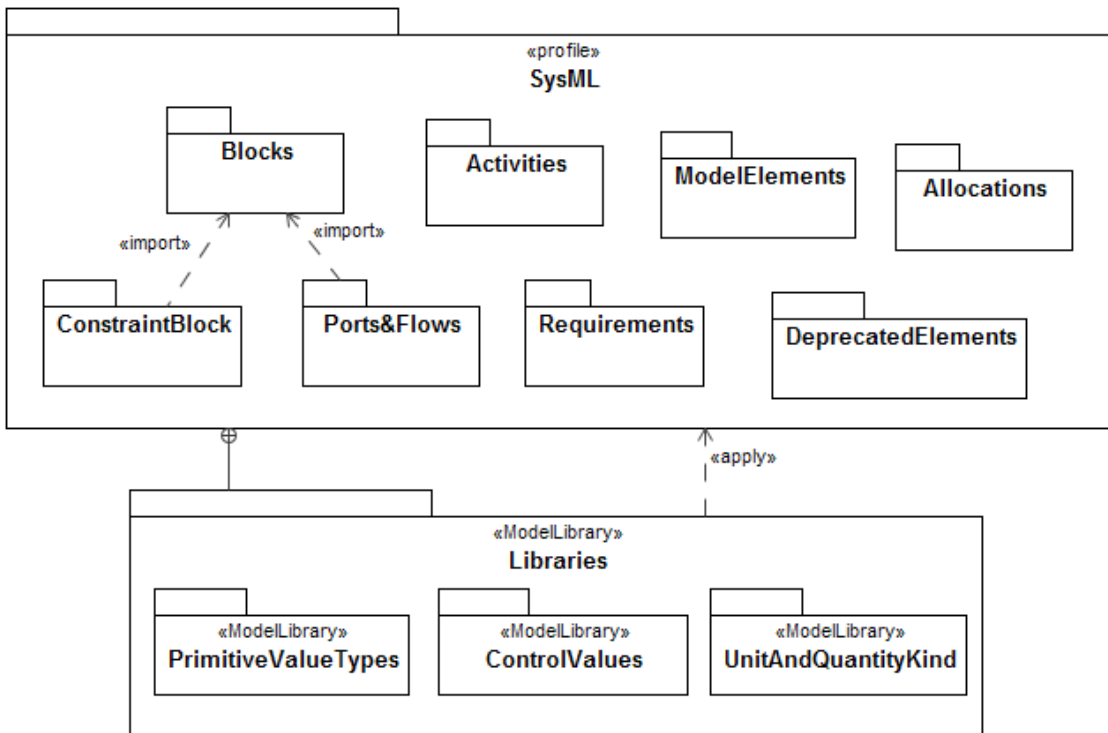 «profile»
SysML
Blocks
Activities
ModelElements
Allocations
«import»
«import»
ConstraintBlock
Ports&Flows
Requirements
DeprecatedElements
«apply»
«ModelLibrary»
Libraries
«ModelLibrary»
PrimitiveValueTypes
«ModelLibrary»
ControlValues
«ModelLibrary»
UnitAndQuantityKind